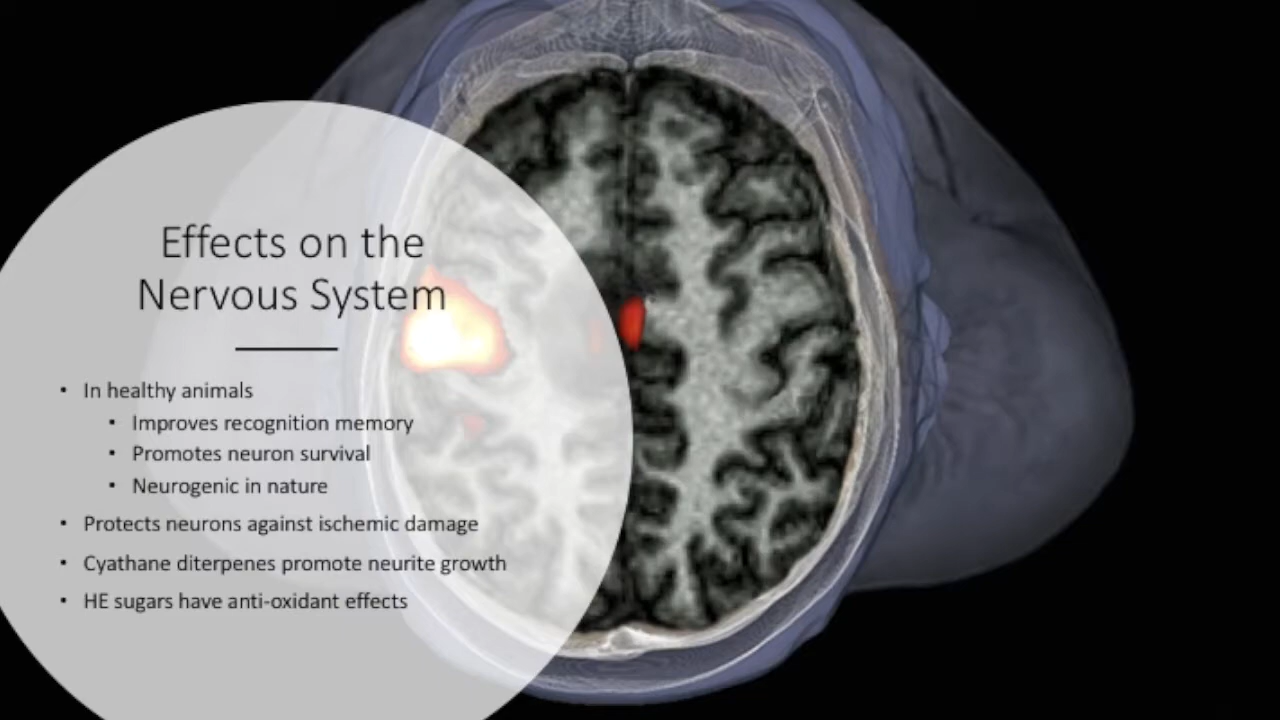 Effects on the
Nervous System
• In healthy animals
• Improves recognition memory
• Promotes neuron survival
• Neurogenic in nature
• Protects neurons against ischemic damage
• Cyathane diterpenes promote neurite growth
• HE sugars have anti-oxidant effects